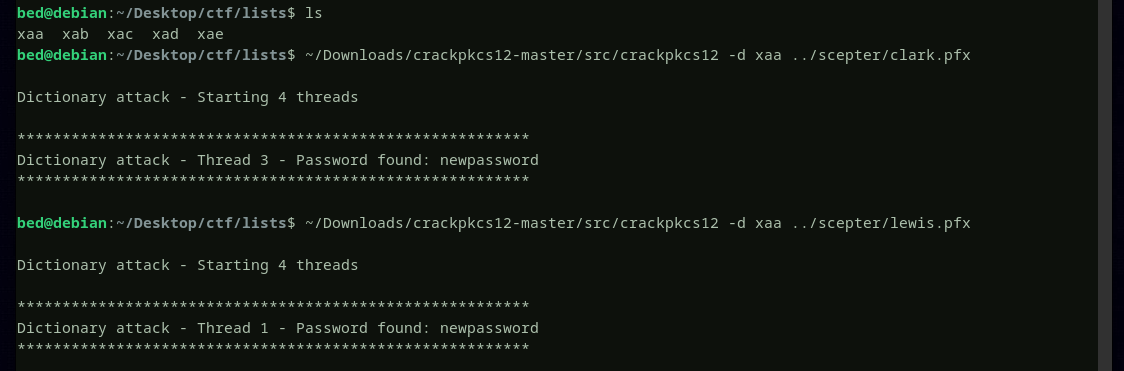 bed@debian:~/Desktop/ctf/lists$ ls
xaa  xab  xac  xad  xae
bed@debian:~/Desktop/ctf/lists$ ~/Downloads/crackpkcs12-master/src/crackpkcs12 -d xaa ../scepter/clark.pfx
Dictionary attack - Starting 4 threads
*********************************************************
Dictionary attack - Thread 3 - Password found: newpassword
*********************************************************
bed@debian:~/Desktop/ctf/lists$ ~/Downloads/crackpkcs12-master/src/crackpkcs12 -d xaa ../scepter/lewis.pfx
Dictionary attack - Starting 4 threads
*********************************************************
Dictionary attack - Thread 1 - Password found: newpassword
*********************************************************